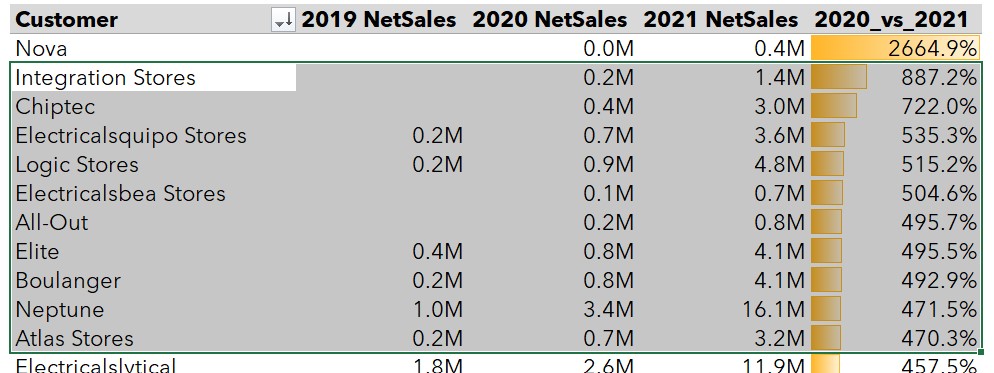 Customer 2019 NetSales 2020 NetSales 2021 NetSales 2020_vs_2021
Nova 0.0M 0.4M 2664.9%
Integration Stores 0.2M 1.4M 887.2%
Chiptec 0.4M 3.0M 722.0%
Electricalsquipo Stores 0.2M 0.7M 3.6M 535.3%
Logic Stores 0.2M 0.9M 4.8M 515.2%
Electricalsbea Stores 0.1M 0.7M 504.6%
All-Out 0.2M 0.8M 495.7%
Elite 0.4M 0.8M 4.1M 495.5%
Boulanger 0.2M 0.8M 4.1M 492.9%
Neptune 1.0M 3.4M 16.1M 471.5%
Atlas Stores 0.2M 0.7M 3.2M 470.3%
Electricalslytical 1.8M 2.6M 11.9M 457.5%